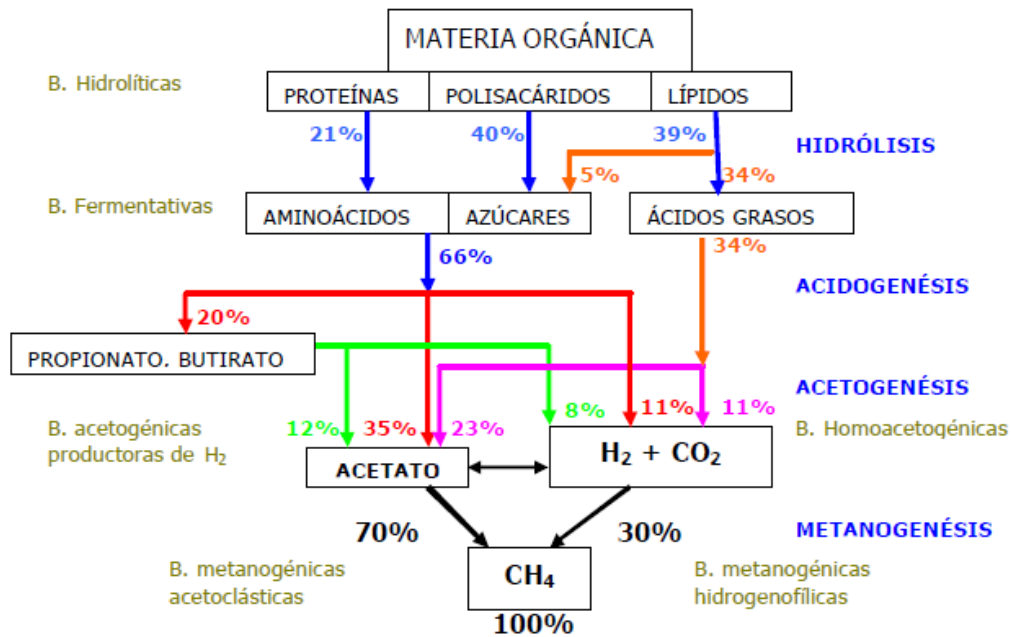 MATERIA ORGÁNICA
B. Hidrolíticas
PROTEÍNAS
POLISACÁRIDOS
LÍPIDOS
21%
40%
39%
HIDRÓLISIS
5%
34%
B. Fermentativas
AMINOÁCIDOS
AZÚCARES
ÁCIDOS GRASOS
66%
34%
ACIDOGENÉSIS
20%
PROPIONATO. BUTIRATO
ACETOGENÉSIS
12%
35%
23%
8%
11%
11%
B. acetogénicas
productoras de H₂
B. Homoacetogénicas
ACETATO
H₂ + CO₂
70%
30%
METANOGENÉSIS
B. metanogénicas
acetoclásticas
CH₄
B. metanogénicas
hidrogenofílicas
100%